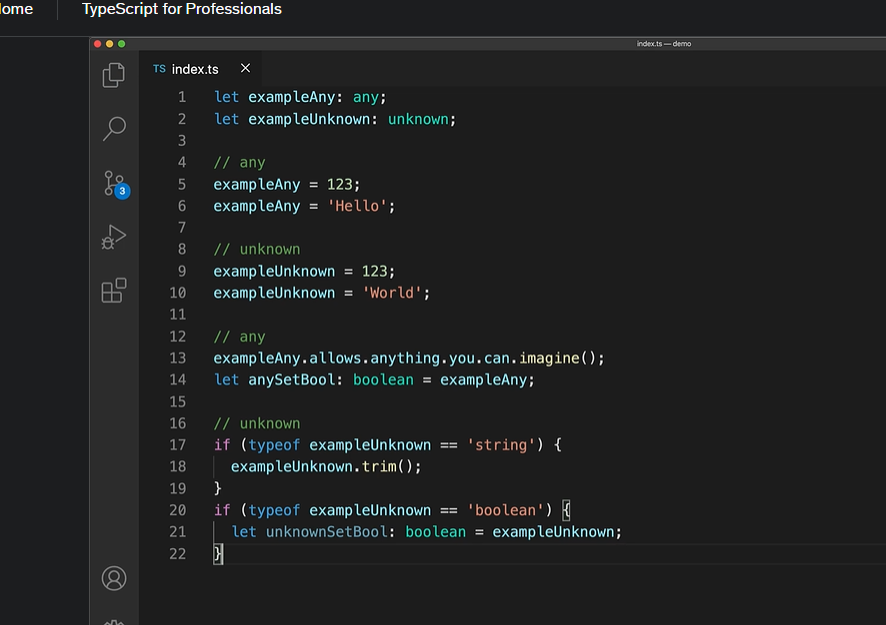 ome
TypeScript for Professionals
index.ts — demo
TS index.ts ×
1 let exampleAny: any;
2 let exampleUnknown: unknown;
3
4 // any
5 exampleAny = 123;
6 exampleAny = 'Hello';
7
8 // unknown
9 exampleUnknown = 123;
10 exampleUnknown = 'World';
11
12 // any
13 exampleAny.allows.anything.you.can.imagine();
14 let anySetBool: boolean = exampleAny;
15
16 // unknown
17 if (typeof exampleUnknown == 'string') {
18   exampleUnknown.trim();
19 }
20 if (typeof exampleUnknown == 'boolean') {
21   let unknownSetBool: boolean = exampleUnknown;
22 }
3